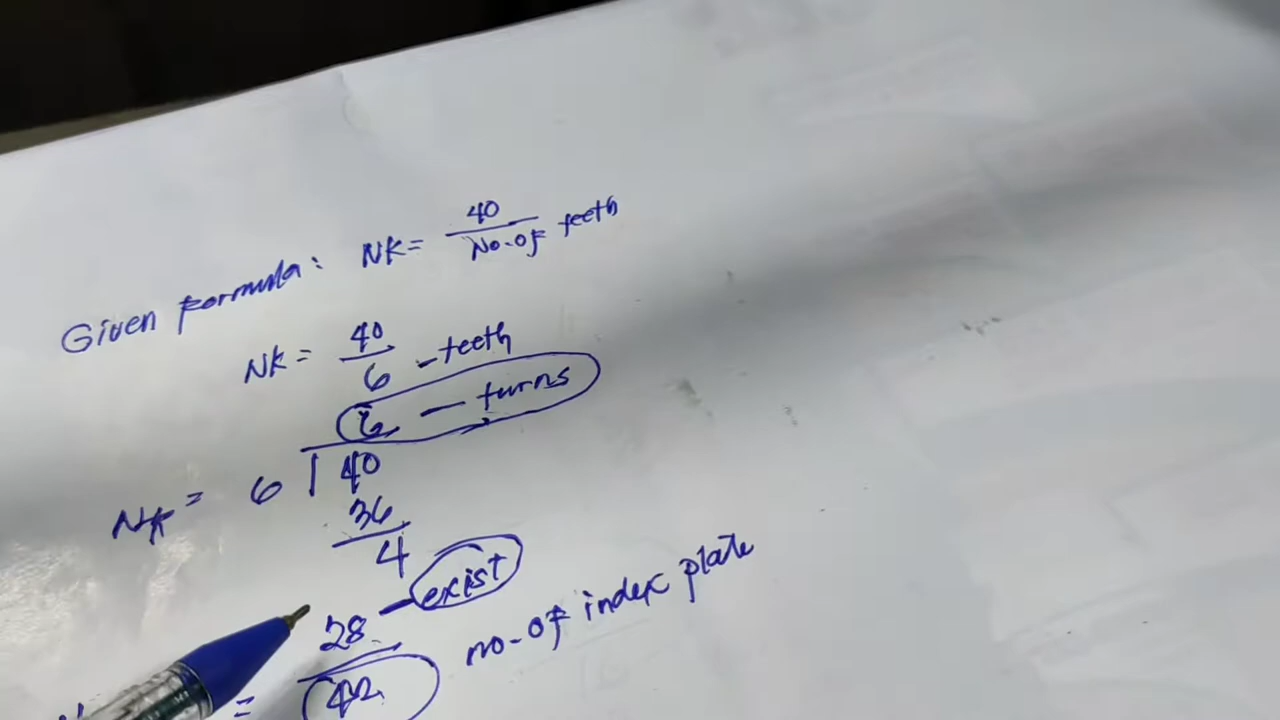 Given formula: NK = 40 / No. of teeth
NK = 40 / 6 - teeth
6 — turns
NK = 6 | 40
36
4
28 — exist
= 42 no. of index plate